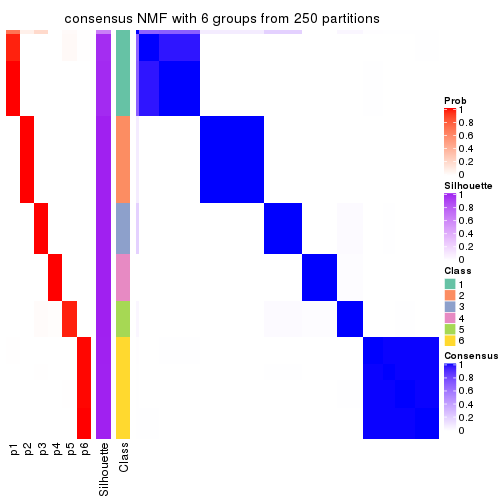 consensus NMF with 6 groups from 250 partitions
Prob
1
0.8
0.6
0.4
0.2
0
Silhouette
1
0.8
0.6
0.4
0.2
0
Class
1
2
3
4
5
6
Consensus
1
0.8
0.6
0.4
0.2
0
p1
p2
p3
p4
p5
p6
Silhouette
Class